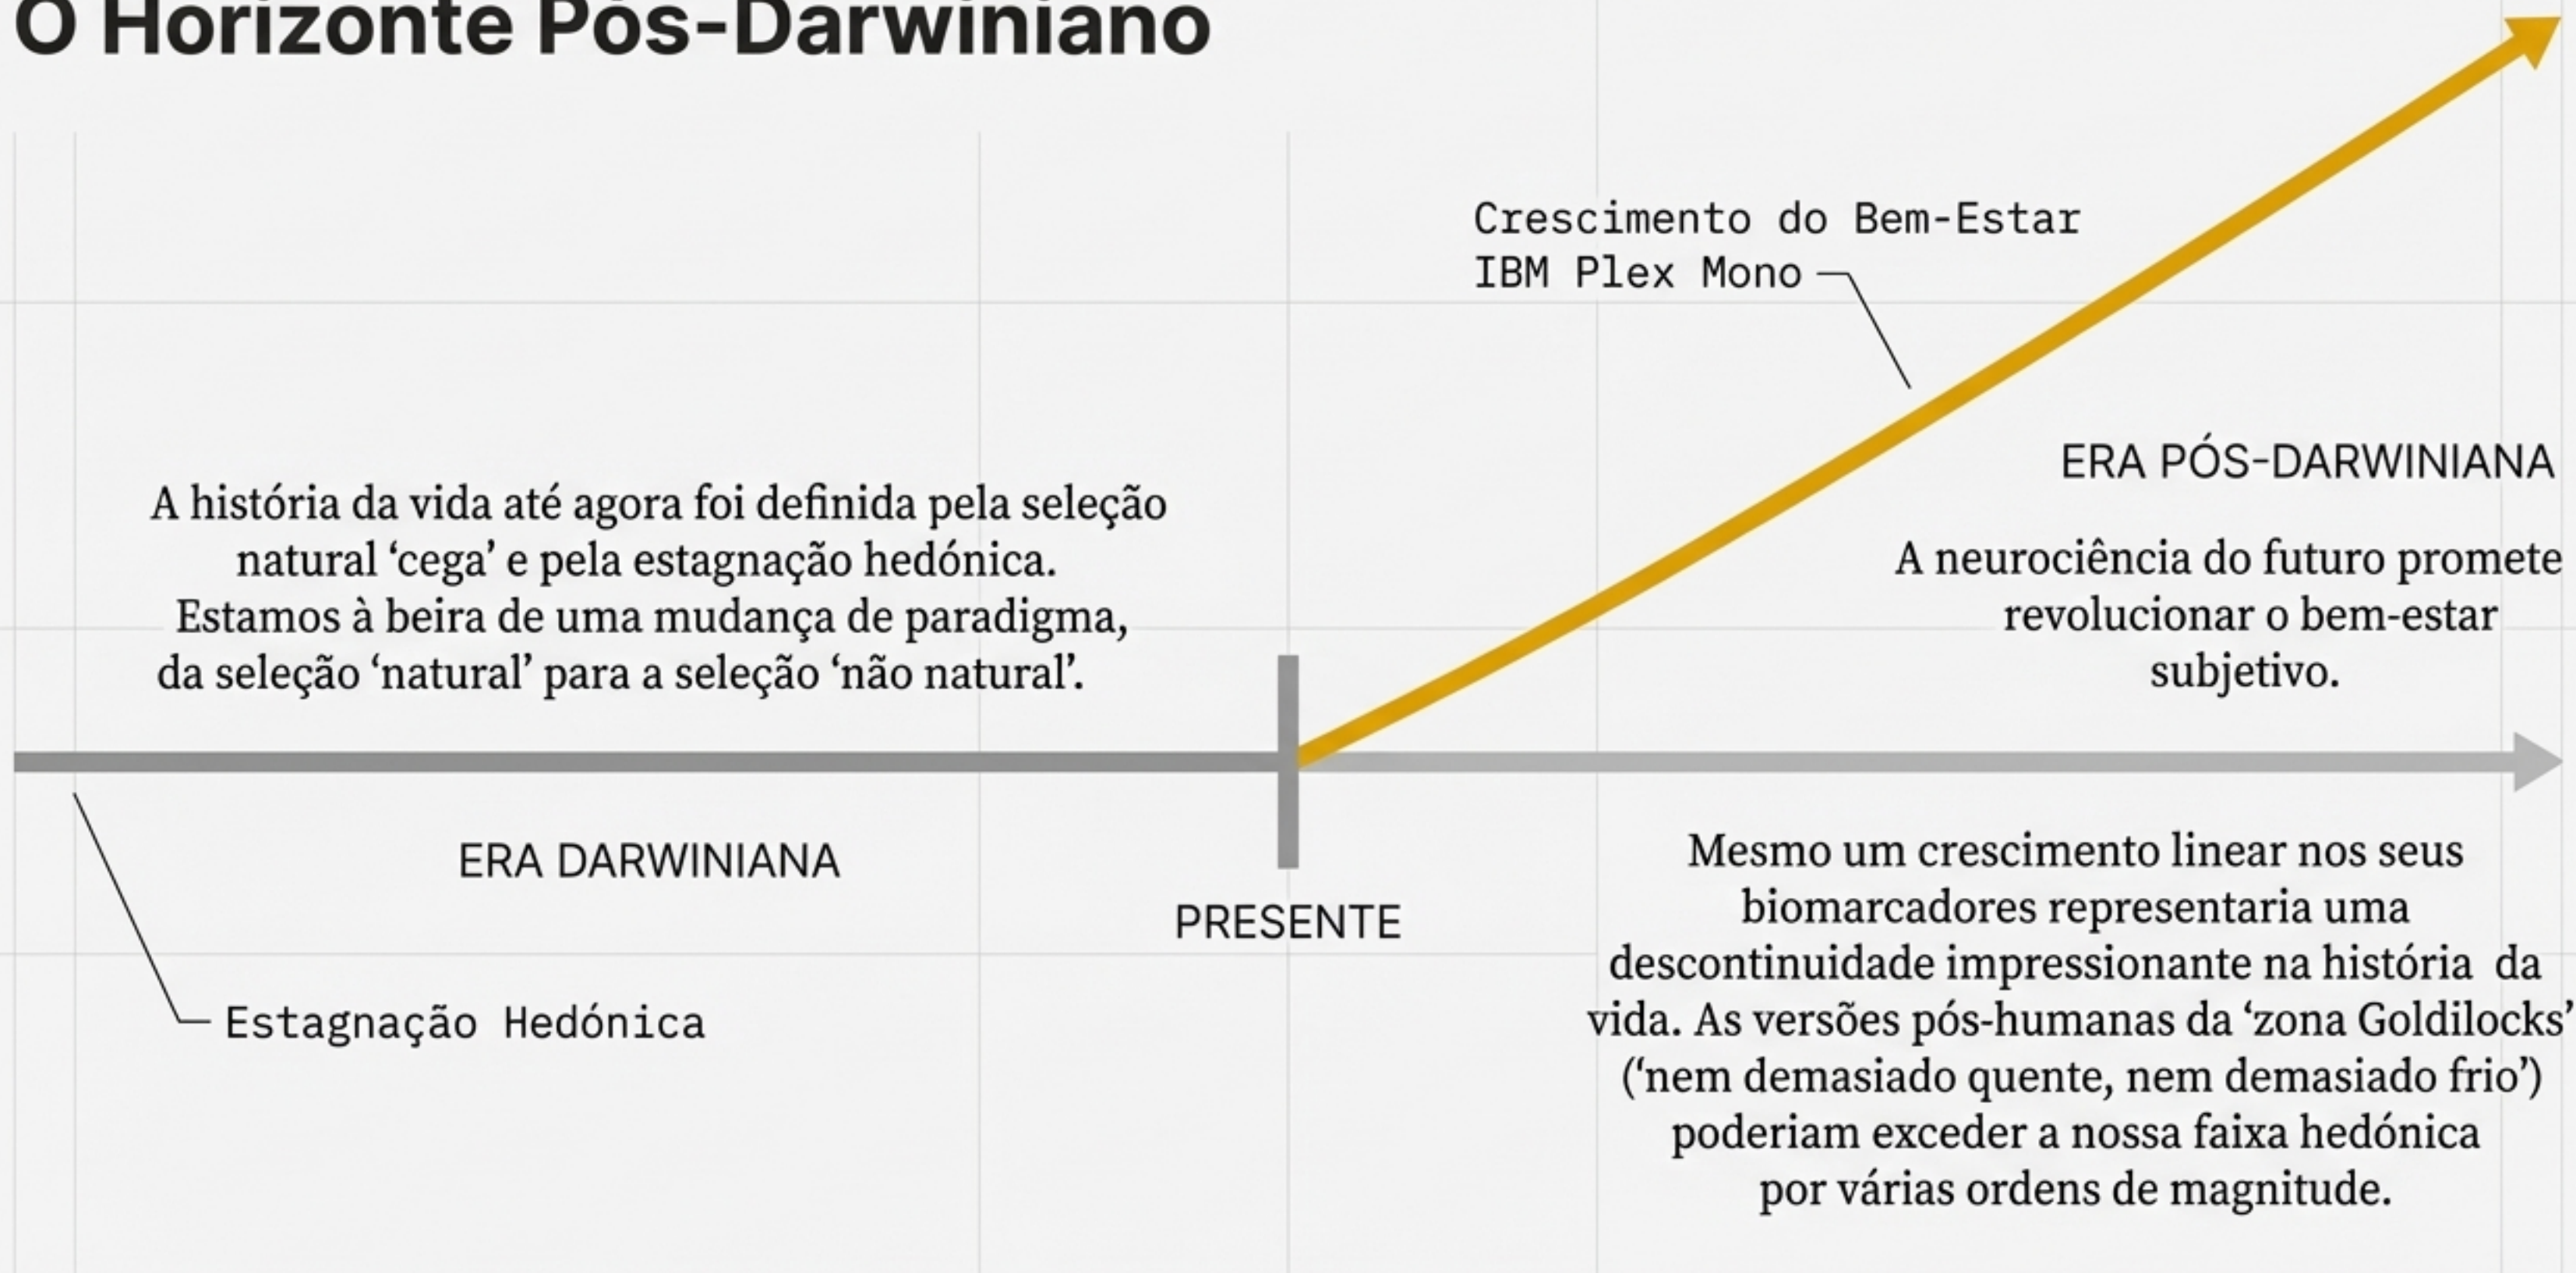 O Horizonte Pós-Darwiniano
Crescimento do Bem-Estar
IBM Plex Mono
A história da vida até agora foi definida pela seleção
natural ‘cega’ e pela estagnação hedónica.
Estamos à beira de uma mudança de paradigma,
da seleção ‘natural’ para a seleção ‘não natural’.
ERA PÓS-DARWINIANA
A neurociência do futuro promete
revolucionar o bem-estar
subjetivo.
ERA DARWINIANA
PRESENTE
Estagnação Hedónica
Mesmo um crescimento linear nos seus
biomarcadores representaria uma
descontinuidade impressionante na história da
vida. As versões pós-humanas da ‘zona Goldilocks’
(‘nem demasiado quente, nem demasiado frio’)
poderiam exceder a nossa faixa hedónica
por várias ordens de magnitude.